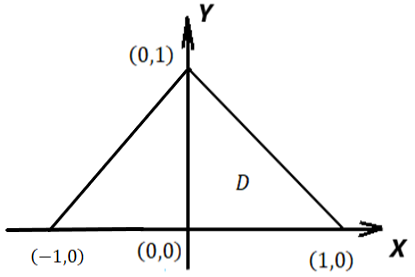 Y
(0,1)
D
(−1,0)
(0,0)
(1,0)
X